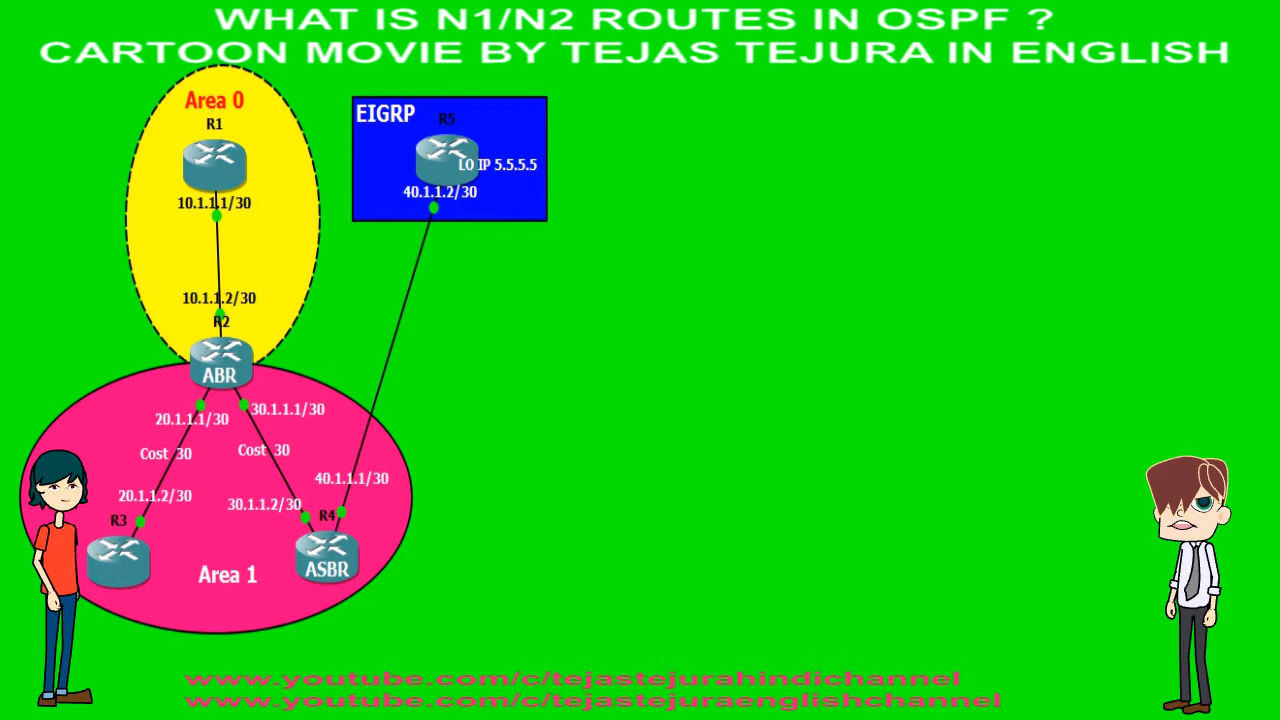 WHAT IS N1/N2 ROUTES IN OSPF ?
CARTOON MOVIE BY TEJAS TEJURA IN ENGLISH
Area 0
R1
10.1.1.1/30
10.1.1.2/30
R2
ABR
EIGRP
R5
LO IP 5.5.5.5
40.1.1.2/30
20.1.1.1/30
30.1.1.1/30
Cost 30
Cost 30
20.1.1.2/30
30.1.1.2/30
40.1.1.1/30
R3
R4
ASBR
Area 1
www.youtube.com/c/tejastejurahindichannel
www.youtube.com/c/tejastejuraenglishchannel